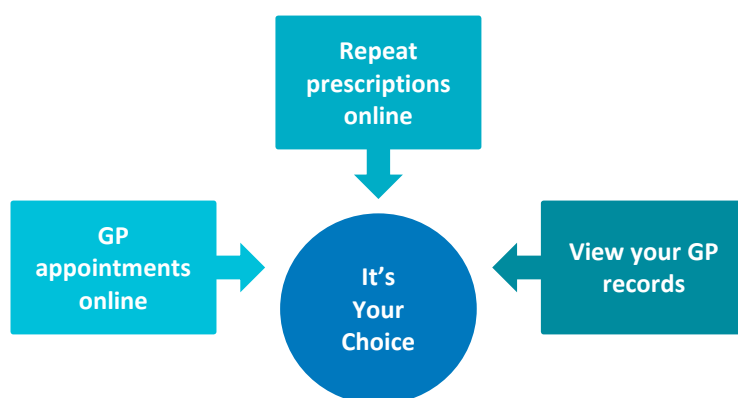 Repeat
prescriptions
online
GP
appointments
online
It’s
Your
Choice
View your GP
records